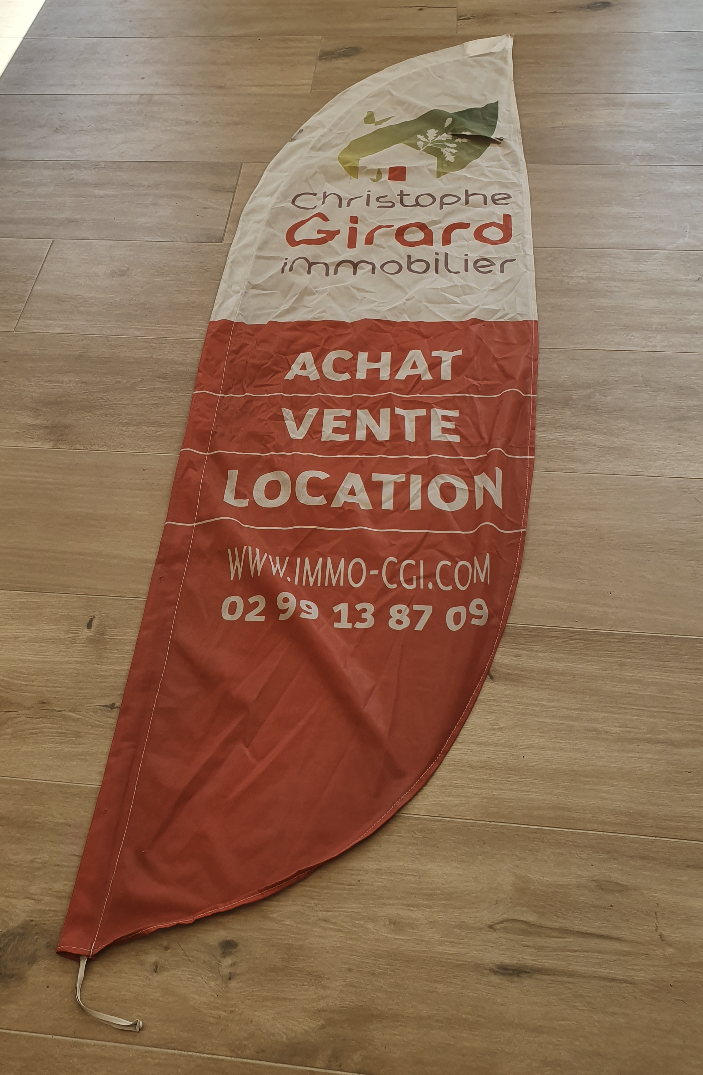 Christophe
Girard
immobilier
ACHAT
VENTE
LOCATION
WWW.IMMO-CGI.COM
02 99 13 87 09